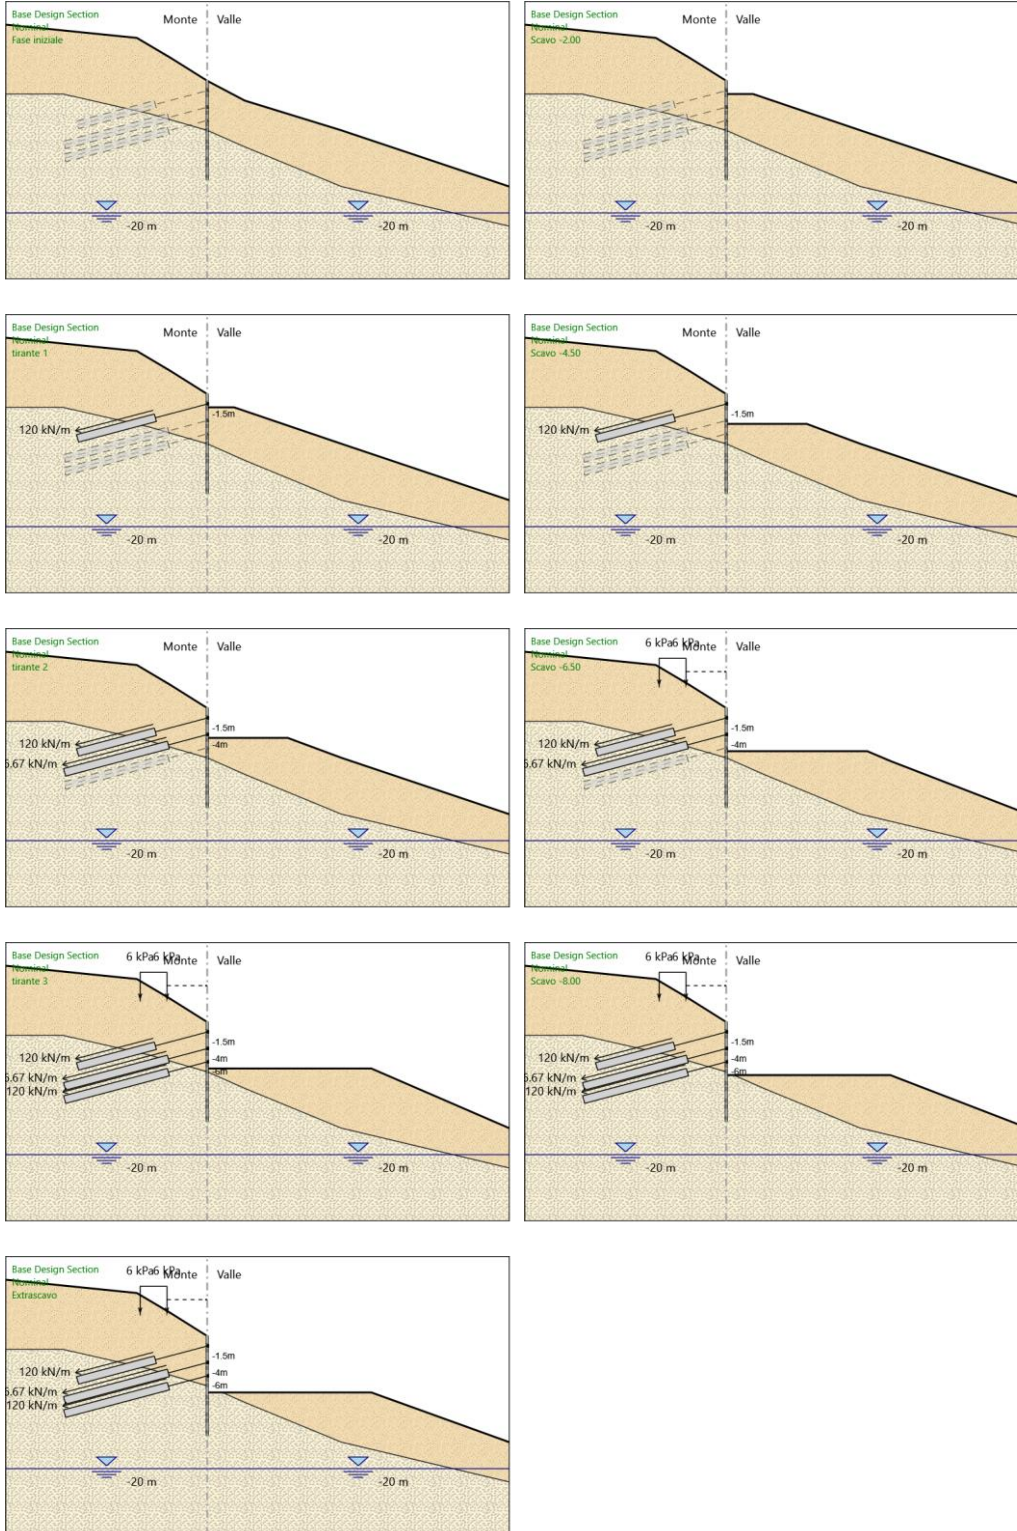 Base Design Section
Nominal
Fase iniziale
Monte Valle
-20 m -20 m
Base Design Section
Nominal
Scavo -2.00
Monte Valle
-20 m -20 m
Base Design Section
Nominal
tirante 1
Monte Valle
-1.5m
120 kN/m
-20 m -20 m
Base Design Section
Nominal
Scavo -4.50
Monte Valle
-1.5m
120 kN/m
-20 m -20 m
Base Design Section
Nominal
tirante 2
Monte Valle
-1.5m
120 kN/m
-4m
6.67 kN/m
-20 m -20 m
Base Design Section
Nominal
Scavo -6.50
6 kPa 6 kPa
Monte Valle
-1.5m
120 kN/m
-4m
6.67 kN/m
-20 m -20 m
Base Design Section
Nominal
tirante 3
6 kPa 6 kPa
Monte Valle
-1.5m
120 kN/m
-4m
6.67 kN/m
-6m
120 kN/m
-20 m -20 m
Base Design Section
Nominal
Scavo -8.00
6 kPa 6 kPa
Monte Valle
-1.5m
120 kN/m
-4m
6.67 kN/m
-6m
120 kN/m
-20 m -20 m
Base Design Section
Nominal
Extrascavo
6 kPa 6 kPa
Monte Valle
-1.5m
120 kN/m
-4m
6.67 kN/m
-6m
120 kN/m
-20 m -20 m